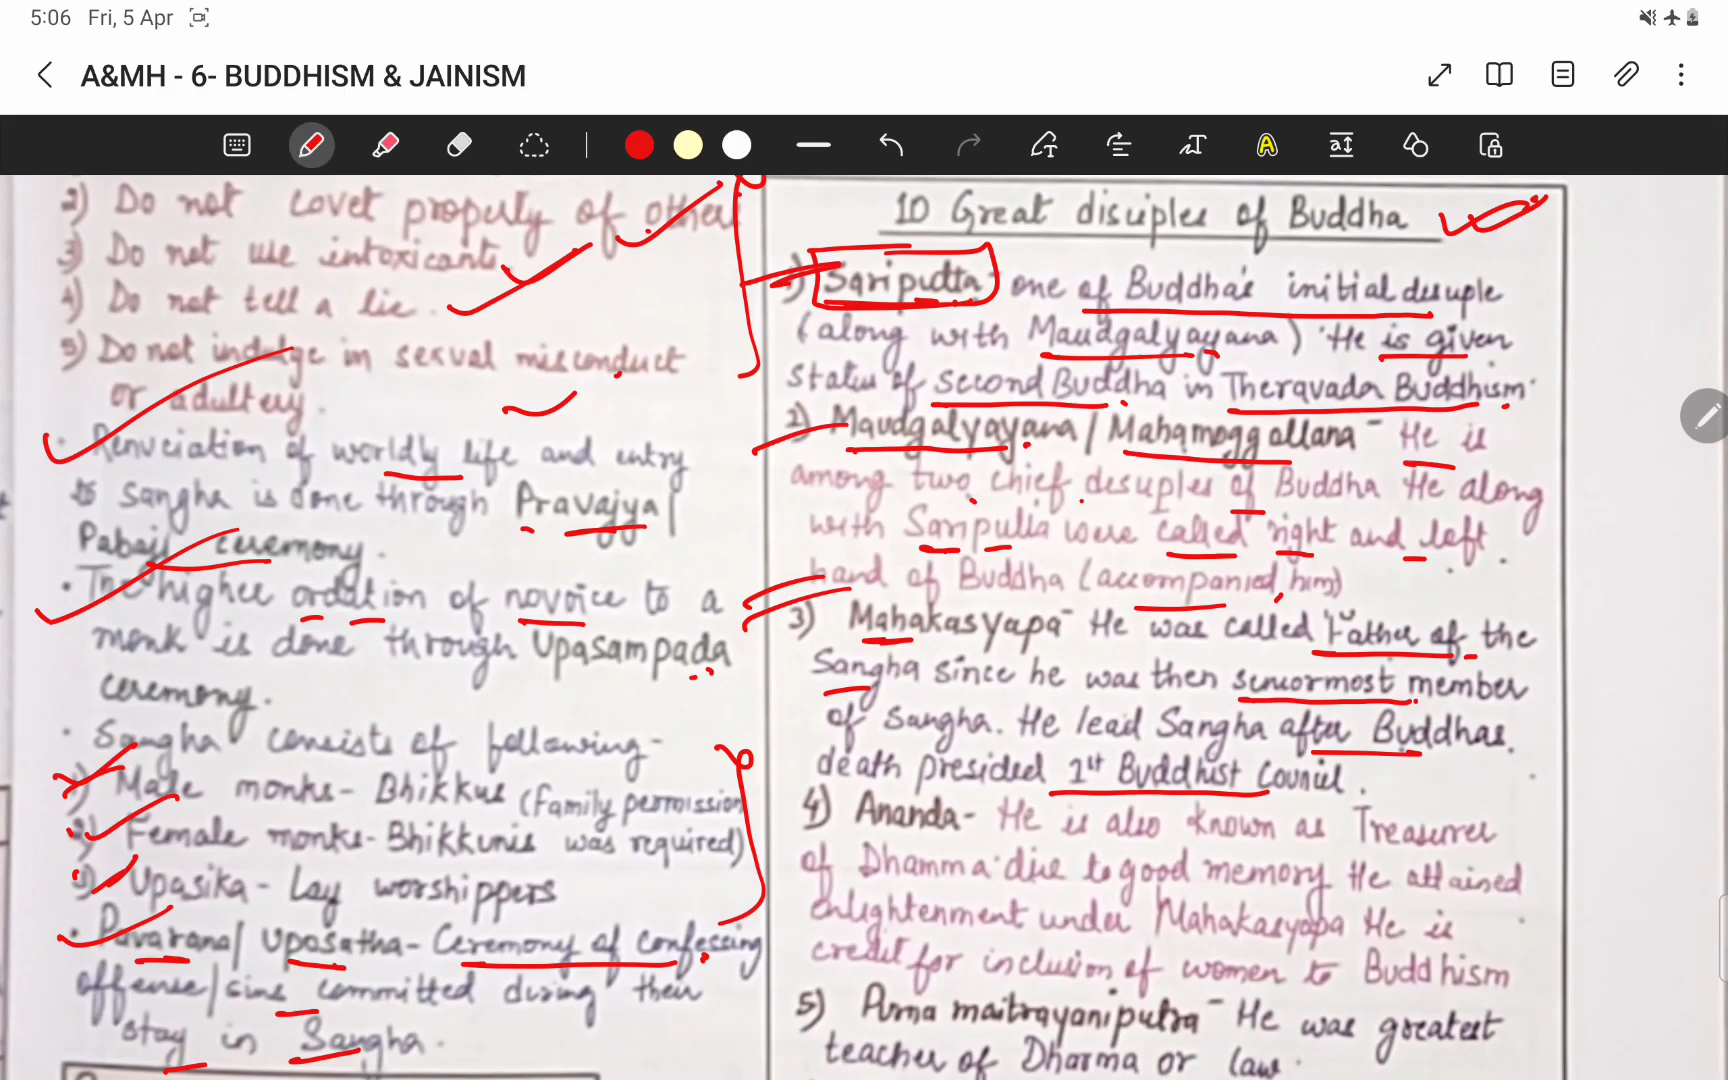 5:06 Fri, 5 Apr
A&MH - 6- BUDDHISM & JAINISM
2) Do not covet property of other
3) Do not use intoxicants
4) Do not tell a lie.
5) Do not indulge in sexual misconduct
or adultery.
• Renuciation of worldly life and entry
to Sangha is done through Pravajya/
Pabajj ceremony.
• The higher ordation of novoice to a
monk is done through Upasampada
ceremony.
• Sangha consists of following-
1) Male monks- Bhikkus (family permission
2) Female monks-Bhikkunis was required)
3) Upasika- Lay worshippers
• Pavarana/ Uposatha- Ceremony of confessing
offense/sins committed during their
stay in Sangha.
10 Great disciples of Buddha
1) Sariputta- one of Buddha's initial desuple
(along with Maudgalyayana) He is given
Status of second Buddha in Theravada Buddhism.
2) Maudgalyayana/Mahamoggallana- He is
among two chief desuples of Buddha He along
with Saripulia were called right and left
hand of Buddha (accompanied him)
3) Mahakasyapa- He was called Father of the
Sangha since he was then seniormost member
of Sangha. He lead Sangha after Buddhas
death presided 1st Buddhist Council.
4) Ananda- He is also known as Treasurer
of Dhamma due to good memory He attained
enlightenment under Mahakasyapa He is
credit for inclusion of women to Buddhism
5) Purna maitrayaniputra- He was greatest
teacher of Dharma or law.